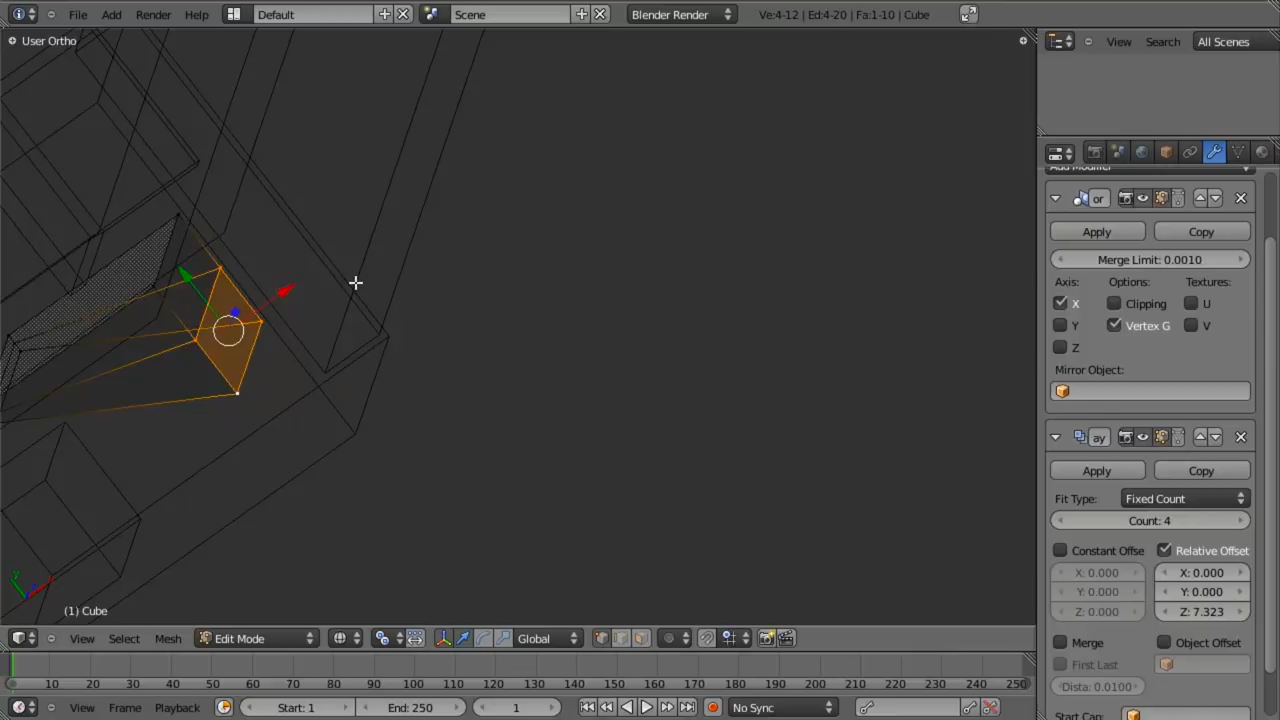 File Add Render Help Default Scene Blender Render Ve:4-12 | Ed:4-20 | Fa:1-10 | Cube
User Ortho
View Search All Scenes
or
Apply Copy
Merge Limit: 0.0010
Axis: Options: Textures:
X Clipping U
Y Vertex G V
Z
Mirror Object:
ay
Apply Copy
Fit Type: Fixed Count
Count: 4
Constant Offse Relative Offset
X: 0.000 X: 0.000
Y: 0.000 Y: 0.000
Z: 0.000 Z: 7.323
Merge Object Offset
First Last
Dista: 0.0100
Start Cap:
(1) Cube
View Select Mesh Edit Mode Global
10 20 30 40 50 60 70 80 90 100 110 120 130 140 150 160 170 180 190 200 210 220 230 240 250
View Frame Playback Start: 1 End: 250 1 No Sync